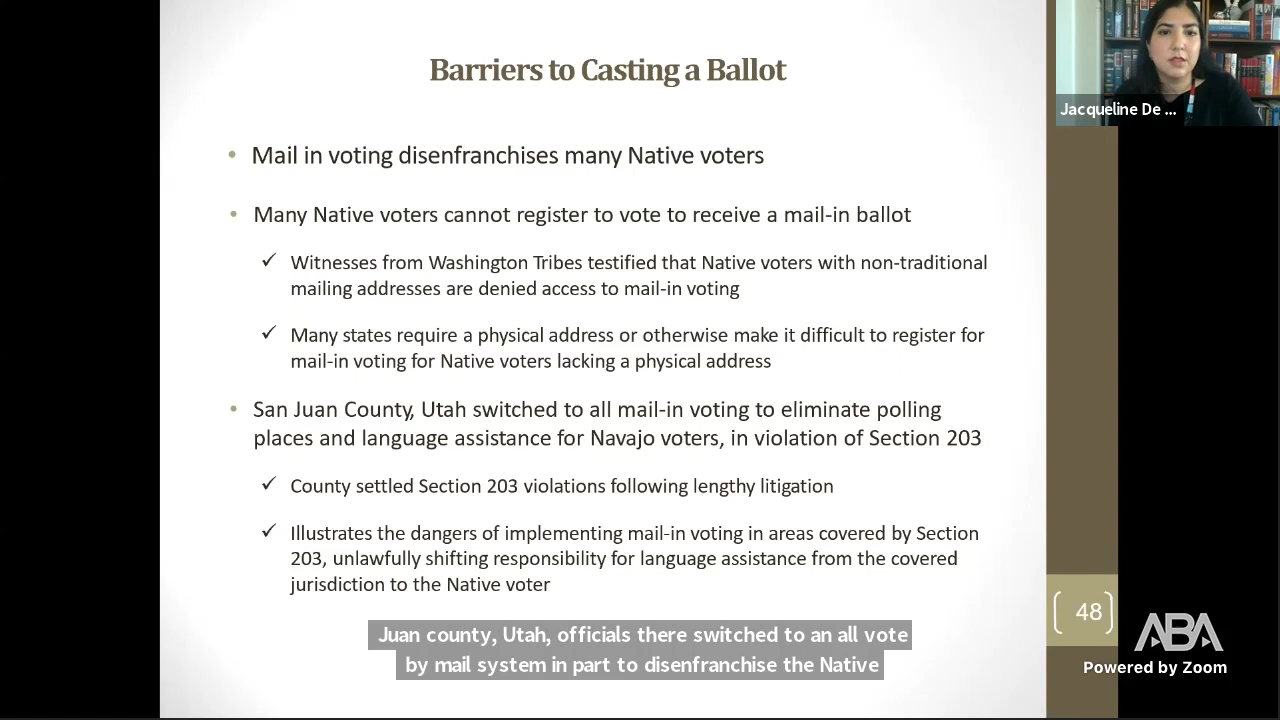 Barriers to Casting a Ballot
Jacqueline De ...
• Mail in voting disenfranchises many Native voters
• Many Native voters cannot register to vote to receive a mail-in ballot
✓ Witnesses from Washington Tribes testified that Native voters with non-traditional
mailing addresses are denied access to mail-in voting
✓ Many states require a physical address or otherwise make it difficult to register for
mail-in voting for Native voters lacking a physical address
• San Juan County, Utah switched to all mail-in voting to eliminate polling
places and language assistance for Navajo voters, in violation of Section 203
✓ County settled Section 203 violations following lengthy litigation
✓ Illustrates the dangers of implementing mail-in voting in areas covered by Section
203, unlawfully shifting responsibility for language assistance from the covered
jurisdiction to the Native voter
48
Juan county, Utah, officials there switched to an all vote
by mail system in part to disenfranchise the Native
ABA
Powered by Zoom